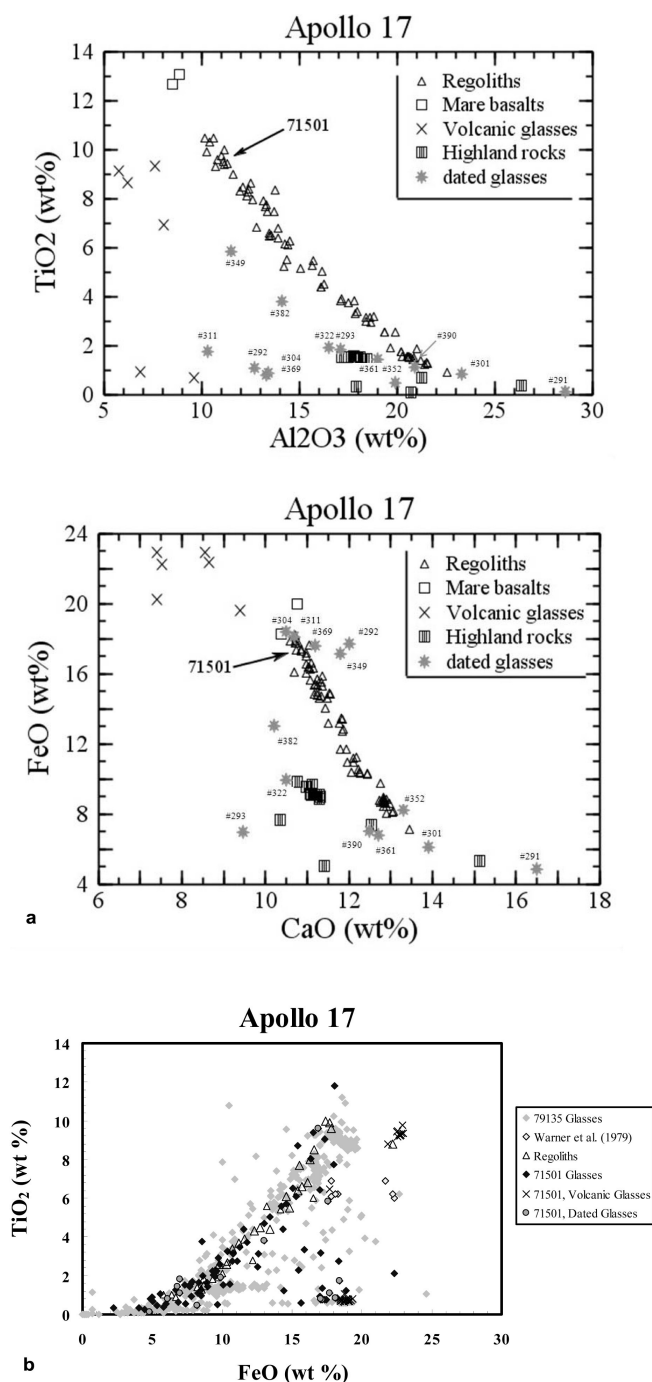 Apollo 17
14
12
10
8
6
4
2
0
TiO2 (wt%)
71501
Regoliths
Mare basalts
Volcanic glasses
Highland rocks
dated glasses
#349
#382
#311
#292
#304
#369
#322
#293
#361
#352
#390
#301
#291
5
10
15
20
25
30
Al2O3 (wt%)
Apollo 17
24
20
16
12
8
4
FeO (wt%)
71501
Regoliths
Mare basalts
Volcanic glasses
Highland rocks
dated glasses
#304
#311
#369
#292
#349
#382
#322
#293
#352
#390
#361
#301
#291
6
8
10
12
14
16
18
CaO (wt%)
a
Apollo 17
14
12
10
8
6
4
2
0
TiO₂ (wt %)
79135 Glasses
Warner et al. (1979)
Regoliths
71501 Glasses
71501, Volcanic Glasses
71501, Dated Glasses
0
5
10
15
20
25
30
FeO (wt %)
b